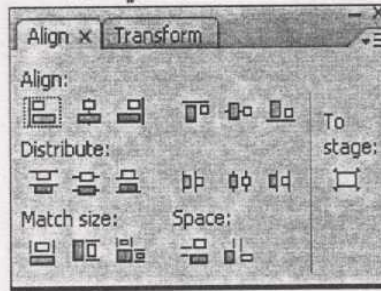 Align × Transform
Align:
To
stage:
Distribute:
Match size: Space: